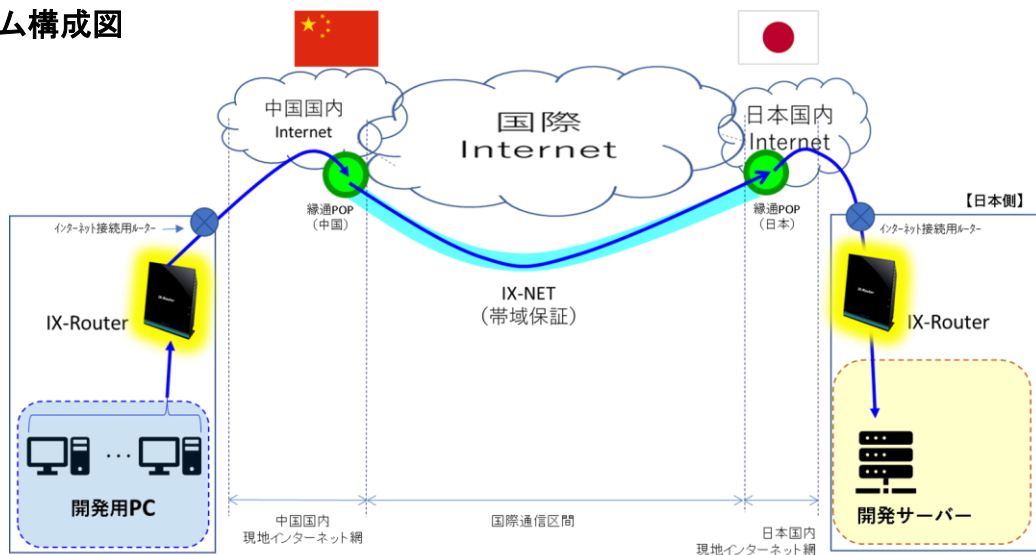 ム構成図
中国国内
Internet
国際
Internet
日本国内
Internet
縁通POP
（中国）
縁通POP
（日本）
【日本側】
インターネット接続用ルーター
インターネット接続用ルーター
IX-Router
IX-Router
IX-NET
（帯域保証）
…
開発用PC
開発サーバー
中国国内
現地インターネット網
国際通信区間
日本国内
現地インターネット網